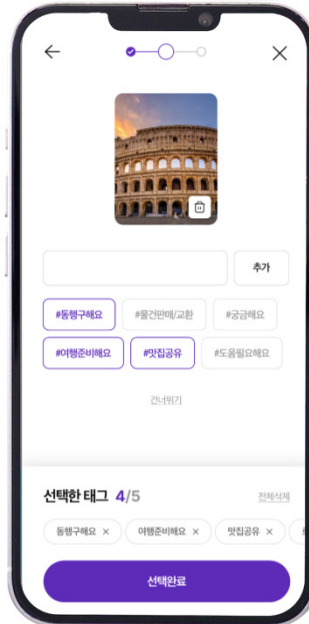 추가
#동행구해요 #물건판매/교환 #궁금해요
#여행준비해요 #맛집공유 #도움필요해요
건너뛰기
선택한 태그 4/5 전체삭제
동행구해요 × 여행준비해요 × 맛집공유 ×
선택완료